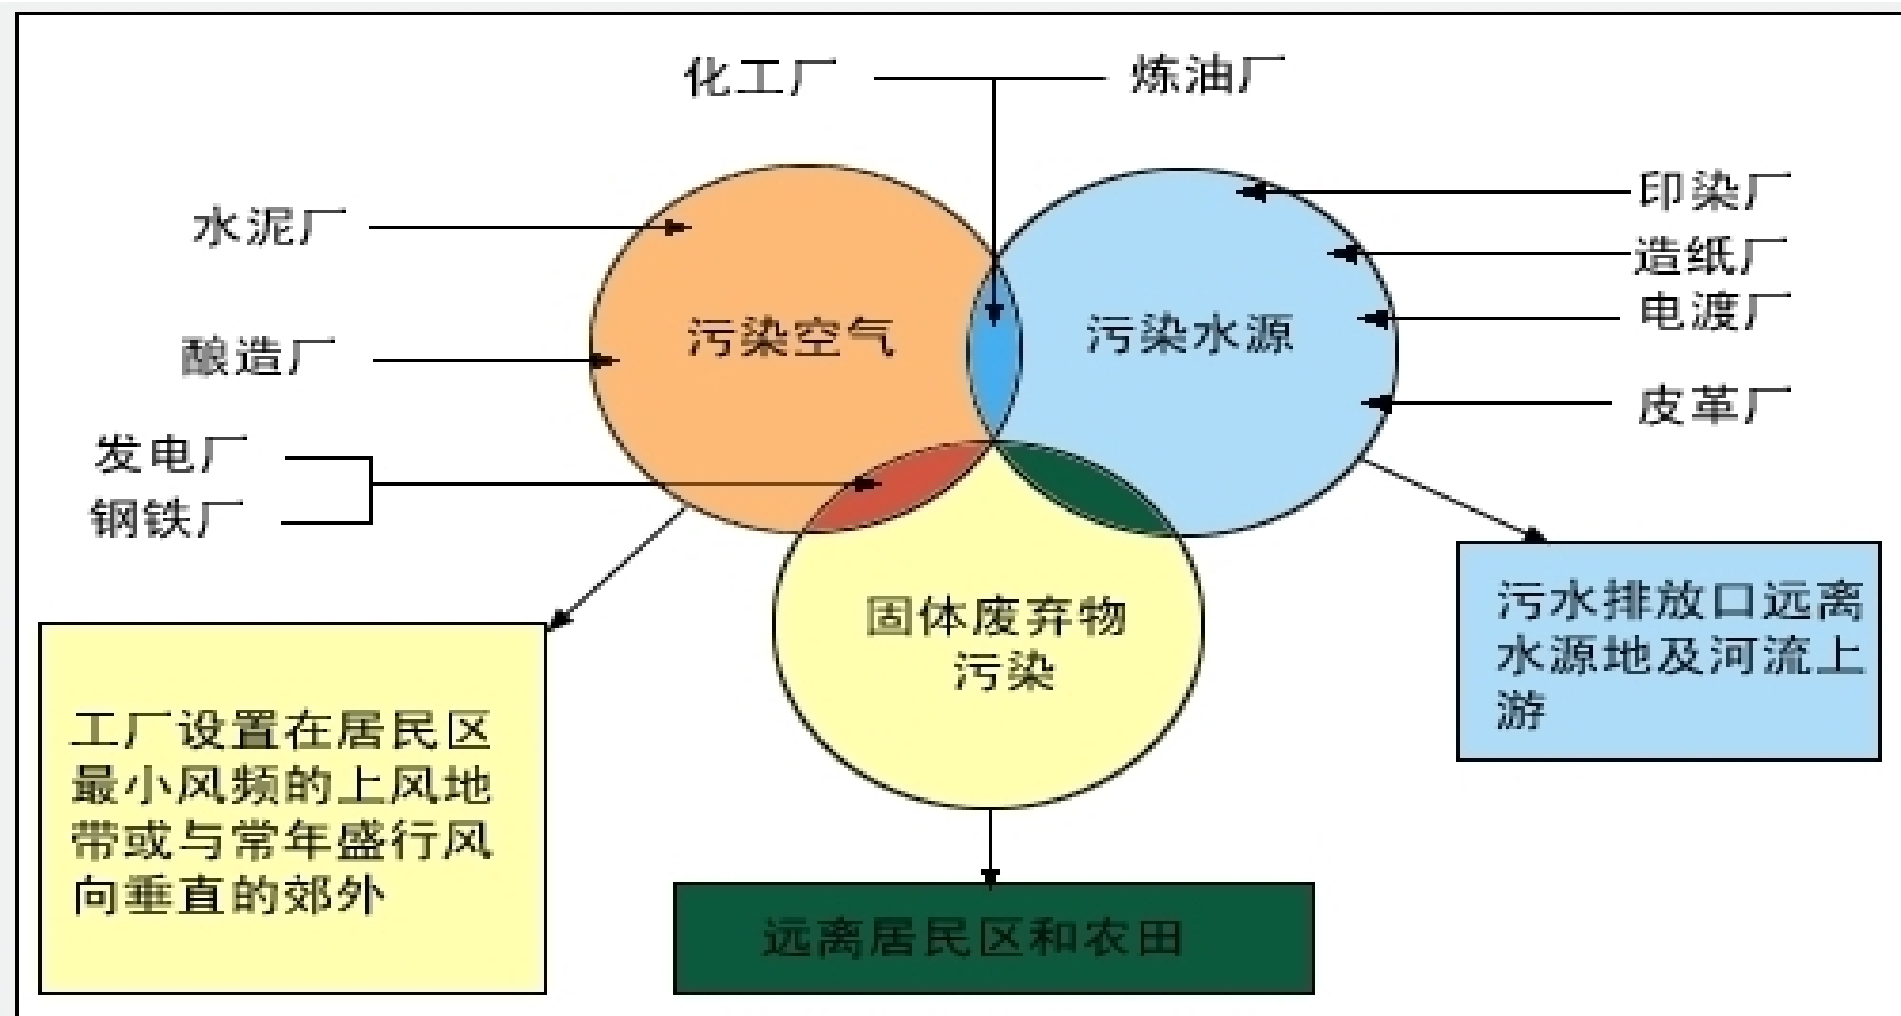 化工厂
炼油厂
水泥厂
酿造厂
发电厂
钢铁厂
污染空气
污染水源
印染厂
造纸厂
电渡厂
皮革厂
固体废弃物
污染
工厂设置在居民区
最小风频的上风地
带或与常年盛行风
向垂直的郊外
污水排放口远离
水源地及河流上
游
远离居民区和农田